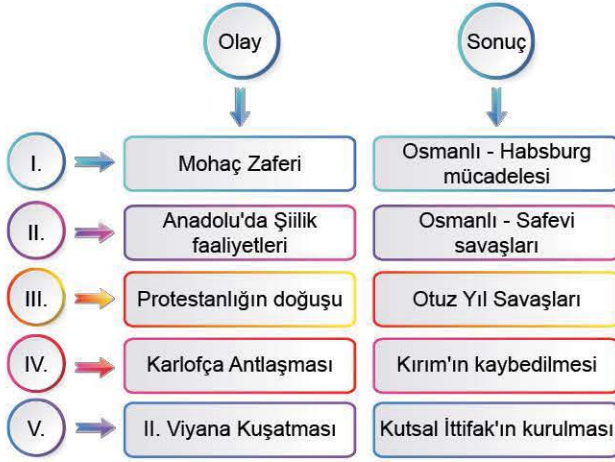 Olay
Sonuç
I.
Mohaç Zaferi
Osmanlı - Habsburg
mücadelesi
II.
Anadolu'da Şiilik
faaliyetleri
Osmanlı - Safevi
savaşları
III.
Protestanlığın doğuşu
Otuz Yıl Savaşları
IV.
Karlofça Antlaşması
Kırım'ın kaybedilmesi
V.
II. Viyana Kuşatması
Kutsal İttifak'ın kurulması